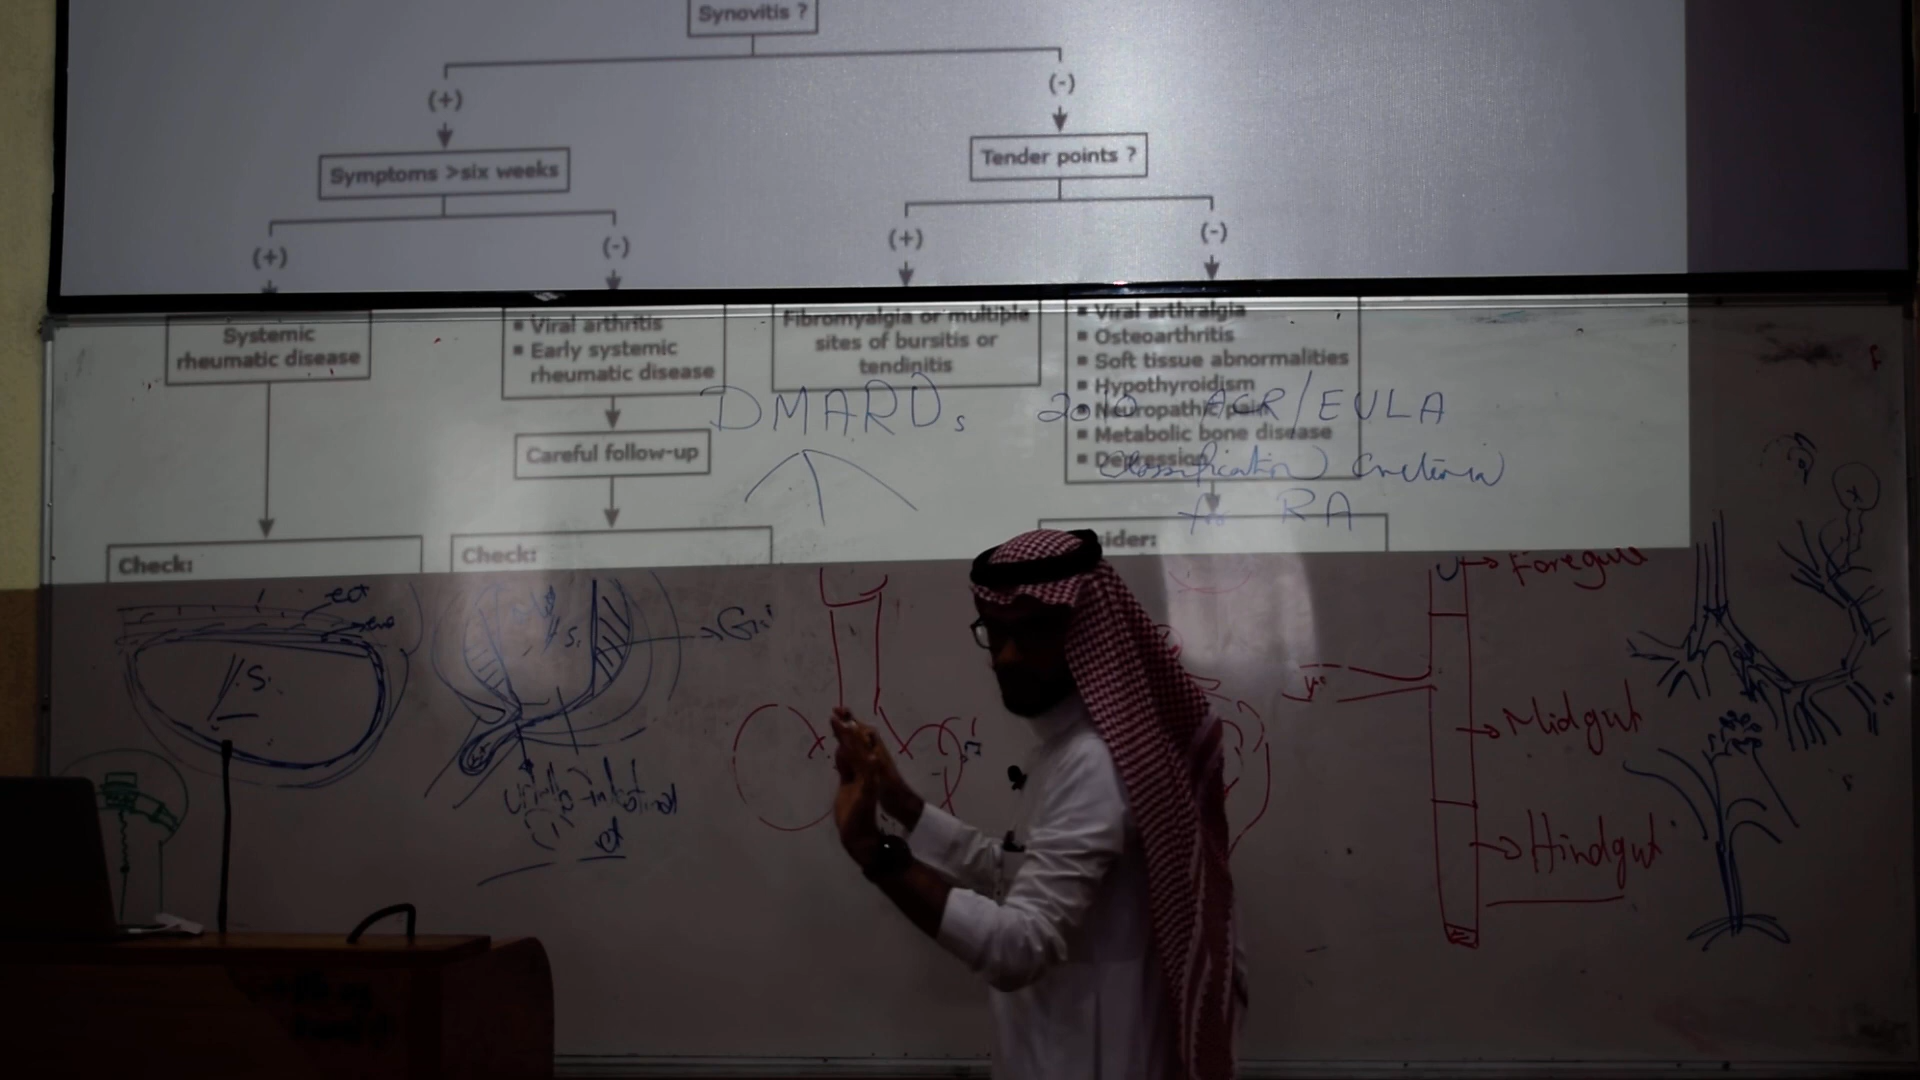 Synovitis ?
(+)
(-)
Symptoms >six weeks
Tender points ?
(+)
(-)
(+)
(-)
Systemic
rheumatic disease
▪ Viral arthritis
▪ Early systemic
rheumatic disease
Fibromyalgia or multiple
sites of bursitis or
tendinitis
▪ Viral arthralgia
▪ Osteoarthritis
▪ Soft tissue abnormalities
▪ Hypothyroidism
▪ Neuropathic pain
▪ Metabolic bone disease
▪ Depression
Careful follow-up
Check:
Check:
sider:
DMARDs
2010 ACR/EULA
Classification Criteria
for RA
S.
S.
Foregut
Midgut
Hindgut